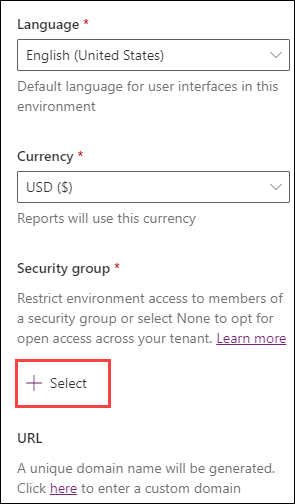 Language *
English (United States)
Default language for user interfaces in this
environment
Currency *
USD ($)
Reports will use this currency
Security group *
Restrict environment access to members of
a security group or select None to opt for
open access across your tenant. Learn more
+ Select
URL
A unique domain name will be generated.
Click here to enter a custom domain